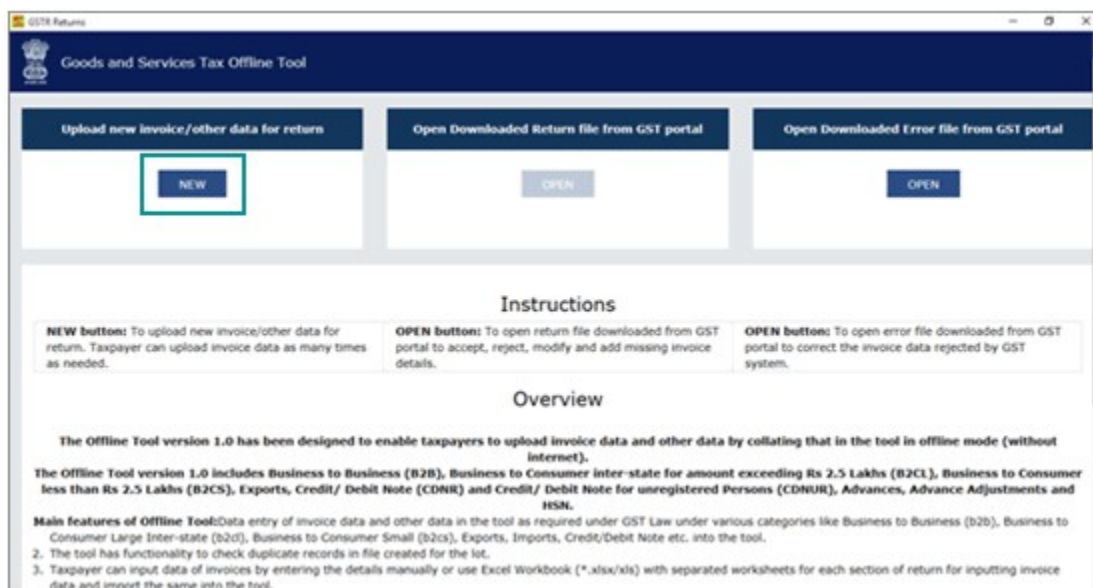 GSTR Returns
Goods and Services Tax Offline Tool
Upload new invoice/other data for return
Open Downloaded Return file from GST portal
Open Downloaded Error file from GST portal
NEW
OPEN
OPEN
Instructions
NEW button: To upload new invoice/other data for
return. Taxpayer can upload invoice data as many times
as needed.
OPEN button: To open return file downloaded from GST
portal to accept, reject, modify and add missing invoice
details.
OPEN button: To open error file downloaded from GST
portal to correct the invoice data rejected by GST
system.
Overview
The Offline Tool version 1.0 has been designed to enable taxpayers to upload invoice data and other data by collating that in the tool in offline mode (without
internet).
The Offline Tool version 1.0 includes Business to Business (B2B), Business to Consumer inter-state for amount exceeding Rs 2.5 Lakhs (B2CL), Business to Consumer
less than Rs 2.5 Lakhs (B2CS), Exports, Credit/ Debit Note (CDNR) and Credit/ Debit Note for unregistered Persons (CDNUR), Advances, Advance Adjustments and
HSN.
Main features of Offline Tool:Data entry of invoice data and other data in the tool as required under GST Law under various categories like Business to Business (b2b), Business to
Consumer Large Inter-state (b2cl), Business to Consumer Small (b2cs), Exports, Imports, Credit/Debit Note etc. into the tool.
2. The tool has functionality to check duplicate records in file created for the lot.
3. Taxpayer can input data of invoices by entering the details manually or use Excel Workbook (*.xlsx/xls) with separated worksheets for each section of return for inputting invoice
data and import the same into the tool.